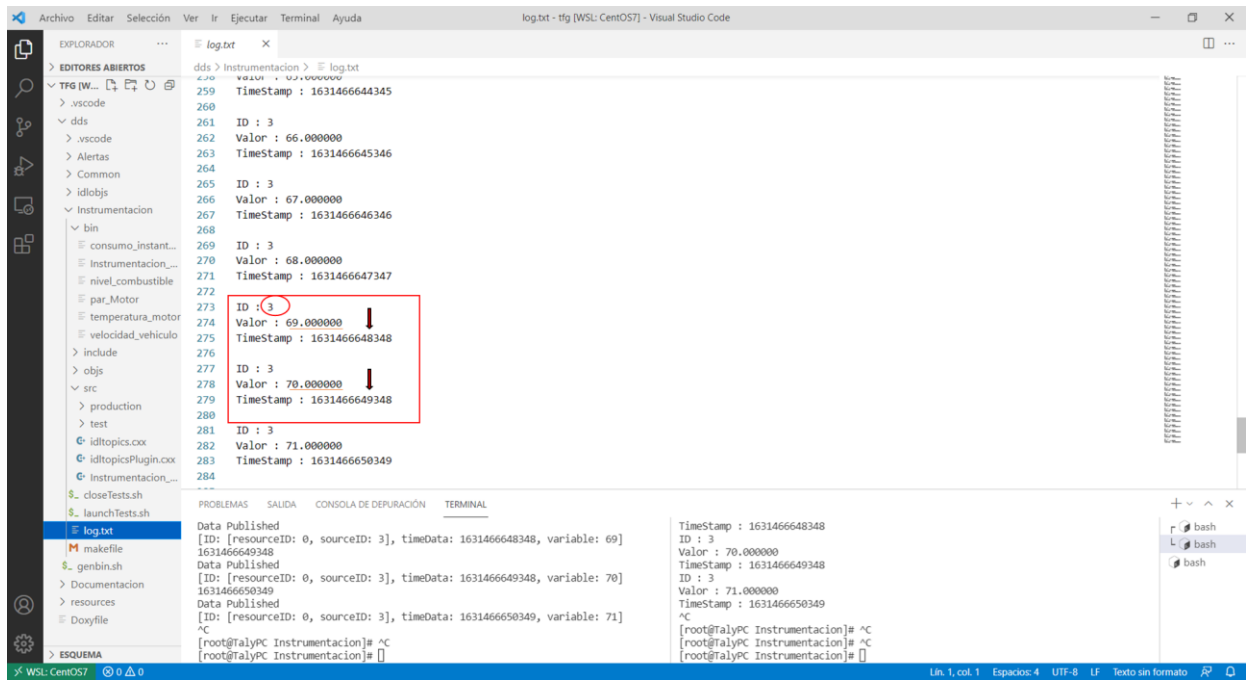 Archivo Editar Selección Ver Ir Ejecutar Terminal Ayuda
log.txt - tfg [WSL: CentOS7] - Visual Studio Code
EXPLORADOR ...
EDITORES ABIERTOS
TFG [W...
.vscode
dds
.vscode
Alertas
Common
idlobjs
Instrumentacion
bin
consumo_instant...
Instrumentacion_...
nivel_combustible
par_Motor
temperatura_motor
velocidad_vehiculo
include
objs
src
production
test
idltopics.cxx
idltopicsPlugin.cxx
Instrumentacion_...
closeTests.sh
launchTests.sh
log.txt
makefile
genbin.sh
Documentacion
resources
Doxyfile
ESQUEMA
log.txt
dds > Instrumentacion > log.txt
258 Valor : 65.000000
259 TimeStamp : 1631466644345
260
261 ID : 3
262 Valor : 66.000000
263 TimeStamp : 1631466645346
264
265 ID : 3
266 Valor : 67.000000
267 TimeStamp : 1631466646346
268
269 ID : 3
270 Valor : 68.000000
271 TimeStamp : 1631466647347
272
273 ID : 3
274 Valor : 69.000000
275 TimeStamp : 1631466648348
276
277 ID : 3
278 Valor : 70.000000
279 TimeStamp : 1631466649348
280
281 ID : 3
282 Valor : 71.000000
283 TimeStamp : 1631466650349
284
PROBLEMAS SALIDA CONSOLA DE DEPURACIÓN TERMINAL
Data Published
[ID: [resourceID: 0, sourceID: 3], timeData: 1631466648348, variable: 69]
1631466649348
Data Published
[ID: [resourceID: 0, sourceID: 3], timeData: 1631466649348, variable: 70]
1631466650349
Data Published
[ID: [resourceID: 0, sourceID: 3], timeData: 1631466650349, variable: 71]
^C
[root@TalyPC Instrumentacion]# ^C
[root@TalyPC Instrumentacion]#
TimeStamp : 1631466648348
ID : 3
Valor : 70.000000
TimeStamp : 1631466649348
ID : 3
Valor : 71.000000
TimeStamp : 1631466650349
^C
[root@TalyPC Instrumentacion]# ^C
[root@TalyPC Instrumentacion]# ^C
[root@TalyPC Instrumentacion]#
bash
bash
bash
WSL: CentOS7 0 0
Lín. 1, col. 1 Espacios: 4 UTF-8 LF Texto sin formato